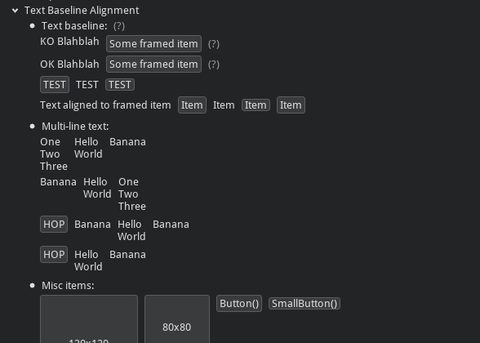 Text Baseline Alignment
Text baseline: (?)
KO Blahblah Some framed item (?)
OK Blahblah Some framed item (?)
TEST TEST TEST
Text aligned to framed item Item Item Item Item
Multi-line text:
One Hello Banana
Two World
Three
Banana Hello One
World Two
Three
HOP Banana Hello Banana
World
HOP Hello Banana
World
Misc items:
Button() SmallButton()
80x80
120x120